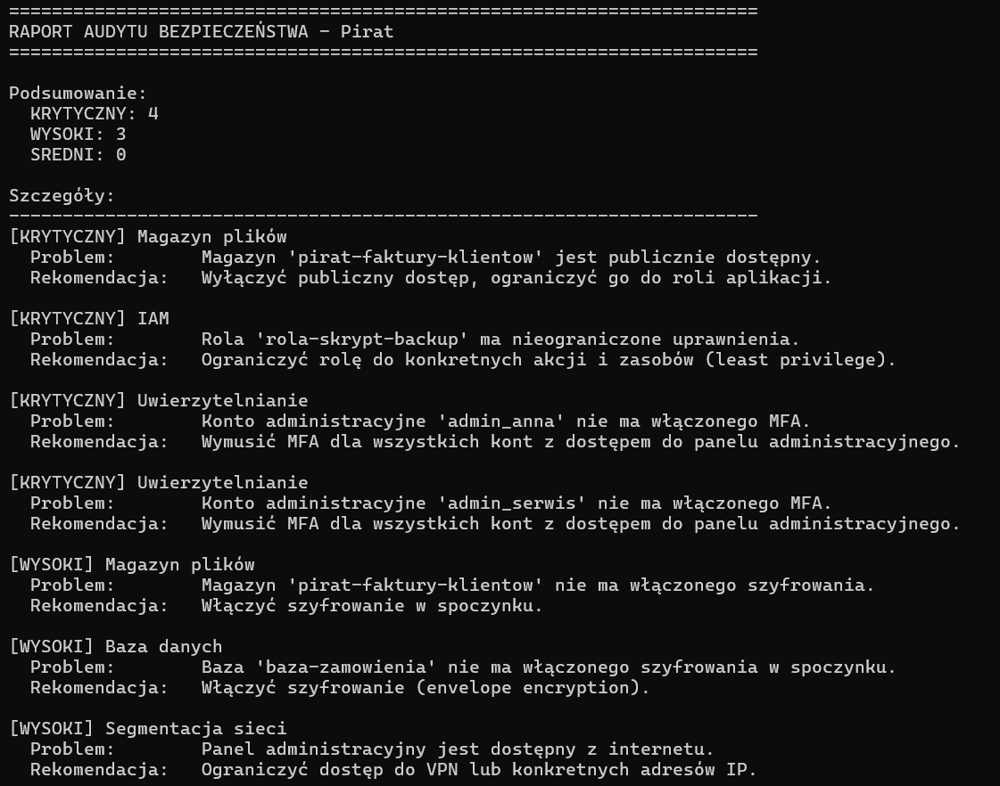 ======================================================================
RAPORT AUDYTU BEZPIECZEŃSTWA - Pirat
======================================================================
Podsumowanie:
KRYTYCZNY: 4
WYSOKI: 3
SREDNI: 0
Szczegóły:
----------------------------------------------------------------------
[KRYTYCZNY] Magazyn plików
Problem: Magazyn 'pirat-faktury-klientow' jest publicznie dostępny.
Rekomendacja: Wyłączyć publiczny dostęp, ograniczyć go do roli aplikacji.
[KRYTYCZNY] IAM
Problem: Rola 'rola-skrypt-backup' ma nieograniczone uprawnienia.
Rekomendacja: Ograniczyć rolę do konkretnych akcji i zasobów (least privilege).
[KRYTYCZNY] Uwierzytelnianie
Problem: Konto administracyjne 'admin_anna' nie ma włączonego MFA.
Rekomendacja: Wymusić MFA dla wszystkich kont z dostępem do panelu administracyjnego.
[KRYTYCZNY] Uwierzytelnianie
Problem: Konto administracyjne 'admin_serwis' nie ma włączonego MFA.
Rekomendacja: Wymusić MFA dla wszystkich kont z dostępem do panelu administracyjnego.
[WYSOKI] Magazyn plików
Problem: Magazyn 'pirat-faktury-klientow' nie ma włączonego szyfrowania.
Rekomendacja: Włączyć szyfrowanie w spoczynku.
[WYSOKI] Baza danych
Problem: Baza 'baza-zamowienia' nie ma włączonego szyfrowania w spoczynku.
Rekomendacja: Włączyć szyfrowanie (envelope encryption).
[WYSOKI] Segmentacja sieci
Problem: Panel administracyjny jest dostępny z internetu.
Rekomendacja: Ograniczyć dostęp do VPN lub konkretnych adresów IP.